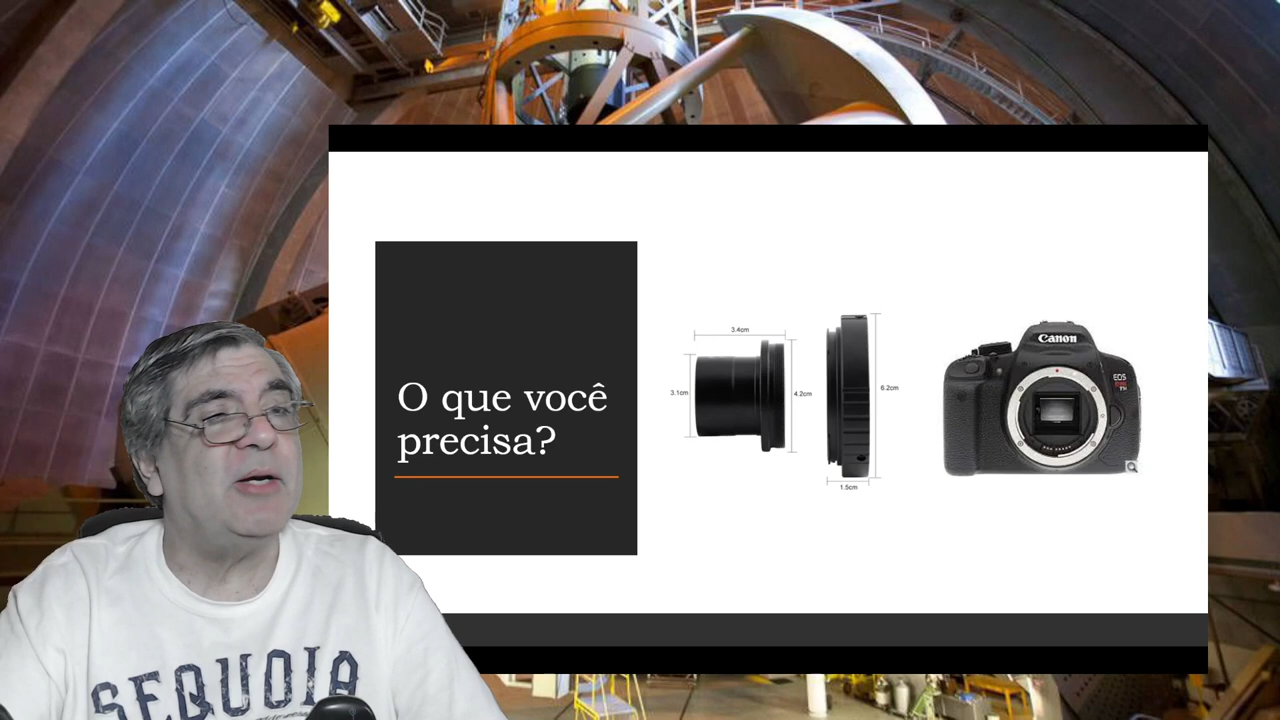 O que você
precisa?
3.4cm
3.1cm
4.2cm
6.2cm
1.5cm
Canon
EOS
SEQUOIA